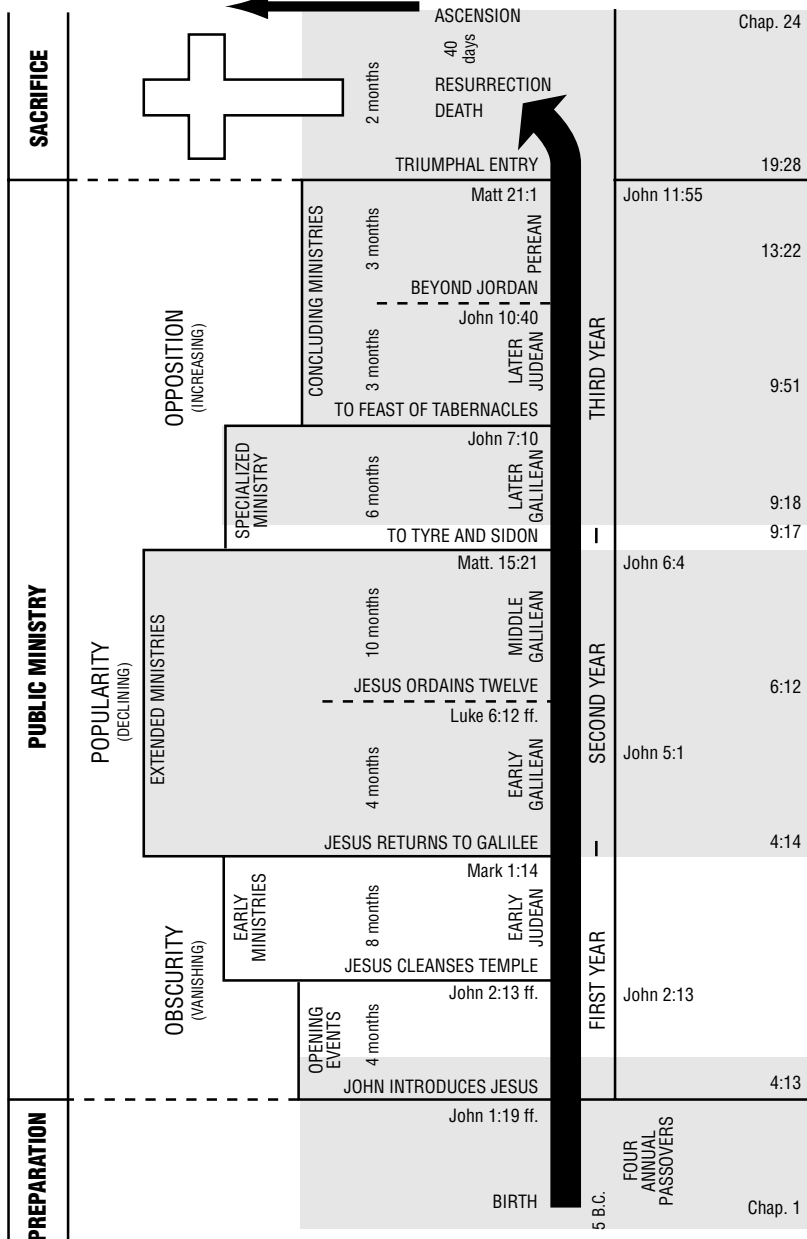 ASCENSION
Chap. 24
40
days
RESURRECTION
DEATH
2 months
SACRIFICE
TRIUMPHAL ENTRY
19:28
Matt 21:1
John 11:55
CONCLUDING MINISTRIES
3 months
PEREAN
13:22
BEYOND JORDAN
John 10:40
OPPOSITION
(INCREASING)
3 months
LATER
JUDEAN
THIRD YEAR
9:51
TO FEAST OF TABERNACLES
John 7:10
SPECIALIZED
MINISTRY
6 months
LATER
GALILEAN
9:18
TO TYRE AND SIDON
9:17
Matt. 15:21
John 6:4
PUBLIC MINISTRY
POPULARITY
(DECLINING)
EXTENDED MINISTRIES
10 months
MIDDLE
GALILEAN
JESUS ORDAINS TWELVE
6:12
Luke 6:12 ff.
SECOND YEAR
John 5:1
4 months
EARLY
GALILEAN
JESUS RETURNS TO GALILEE
4:14
Mark 1:14
EARLY
MINISTRIES
8 months
EARLY
JUDEAN
JESUS CLEANSES TEMPLE
OBSCURITY
(VANISHING)
John 2:13 ff.
FIRST YEAR
John 2:13
OPENING
EVENTS
4 months
JOHN INTRODUCES JESUS
4:13
John 1:19 ff.
PREPARATION
FOUR
ANNUAL
PASSOVERS
BIRTH
5 B.C.
Chap. 1